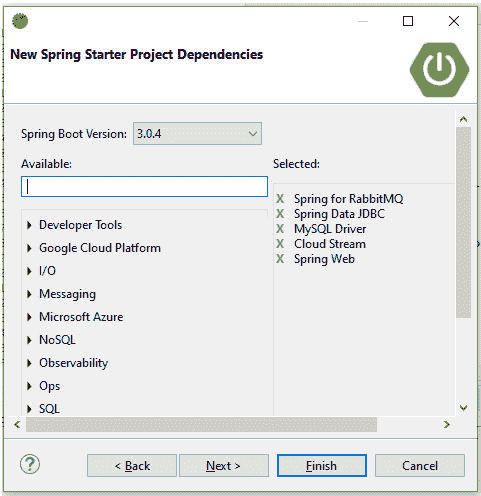 New Spring Starter Project Dependencies
Spring Boot Version: 3.0.4
Available:
Selected:
Developer Tools
Google Cloud Platform
I/O
Messaging
Microsoft Azure
NoSQL
Observability
Ops
SQL
X Spring for RabbitMQ
X Spring Data JDBC
X MySQL Driver
X Cloud Stream
X Spring Web
?
< Back
Next >
Finish
Cancel